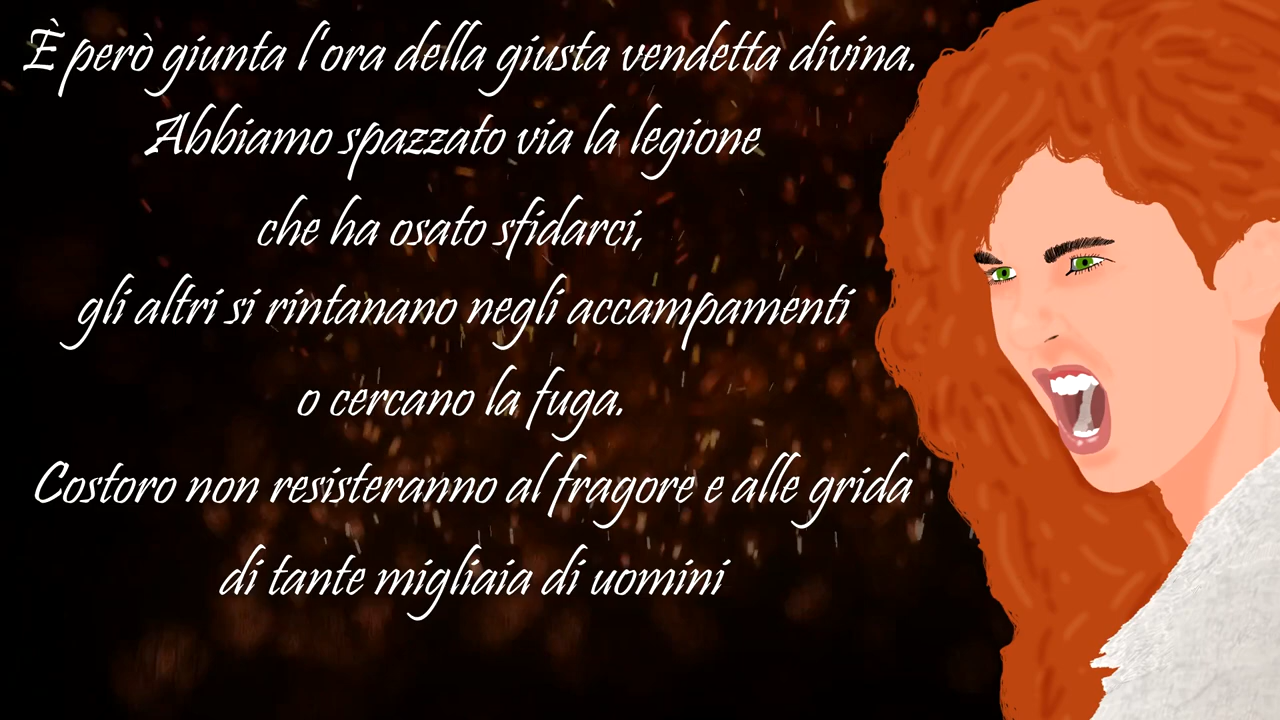 È però giunta l'ora della giusta vendetta divina.
Abbiamo spazzato via la legione
che ha osato sfidarci,
gli altri si rintanano negli accampamenti
o cercano la fuga.
Costoro non resisteranno al fragore e alle grida
di tante migliaia di uomini